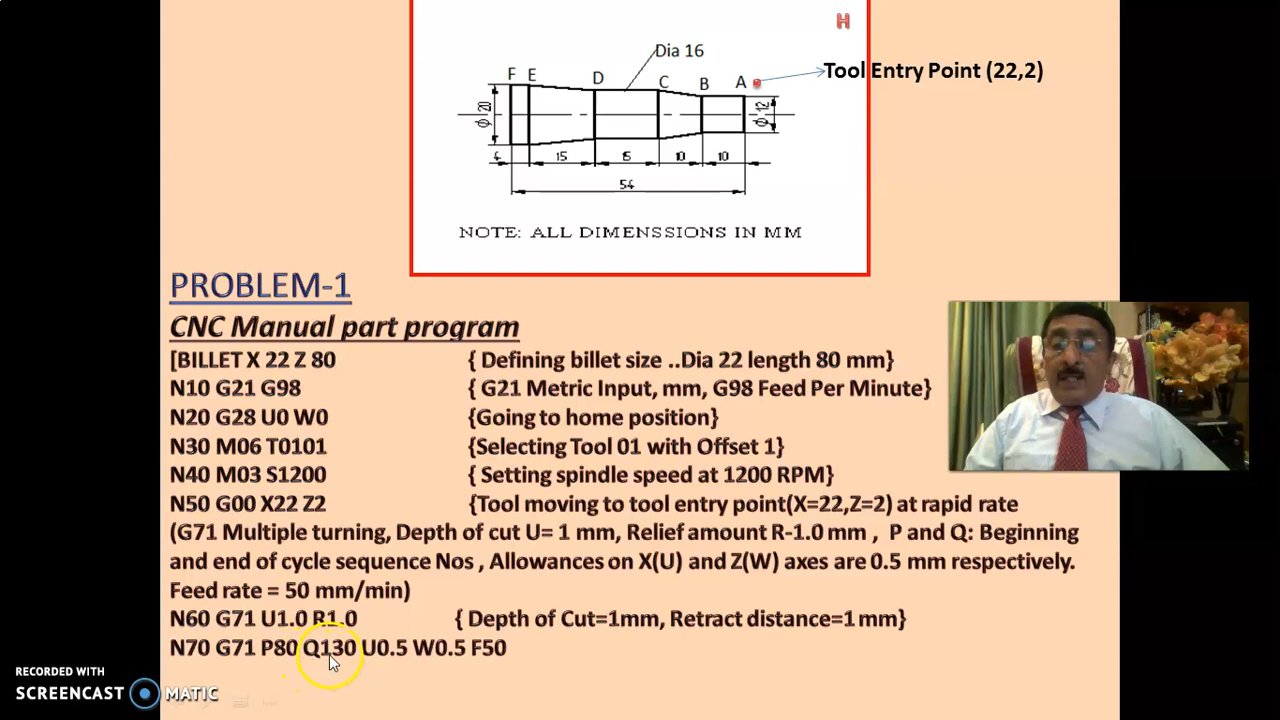 H
Dia 16
Tool Entry Point (22,2)
F E D C B A
ϕ 20
ϕ 12
4 15 15 10 10
54
NOTE: ALL DIMENSSIONS IN MM
PROBLEM-1
CNC Manual part program
[BILLET X 22 Z 80 { Defining billet size ..Dia 22 length 80 mm}
N10 G21 G98 { G21 Metric Input, mm, G98 Feed Per Minute}
N20 G28 U0 W0 {Going to home position}
N30 M06 T0101 {Selecting Tool 01 with Offset 1}
N40 M03 S1200 { Setting spindle speed at 1200 RPM}
N50 G00 X22 Z2 {Tool moving to tool entry point(X=22,Z=2) at rapid rate
(G71 Multiple turning, Depth of cut U= 1 mm, Relief amount R-1.0 mm , P and Q: Beginning
and end of cycle sequence Nos , Allowances on X(U) and Z(W) axes are 0.5 mm respectively.
Feed rate = 50 mm/min)
N60 G71 U1.0 R1.0 { Depth of Cut=1mm, Retract distance=1 mm}
N70 G71 P80 Q130 U0.5 W0.5 F50
RECORDED WITH
SCREENCAST MATIC